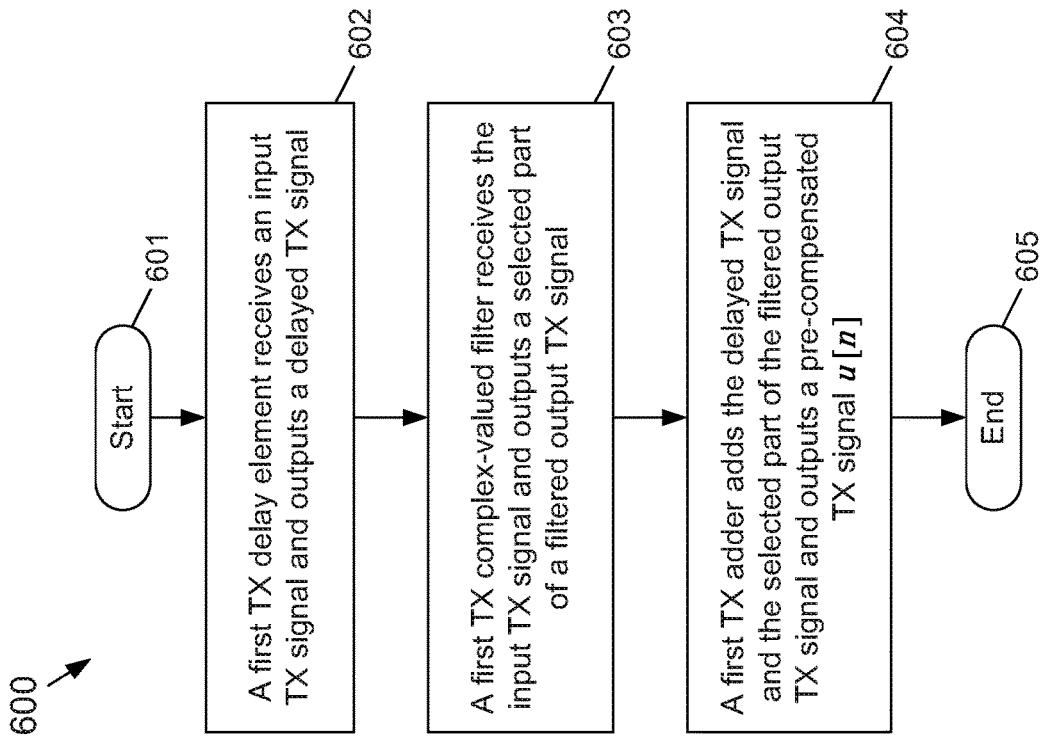 600
Start
601
A first TX delay element receives an input
TX signal and outputs a delayed TX signal
602
A first TX complex-valued filter receives the
input TX signal and outputs a selected part
of a filtered output TX signal
603
A first TX adder adds the delayed TX signal
and the selected part of the filtered output
TX signal and outputs a pre-compensated
TX signal u[n]
604
End
605